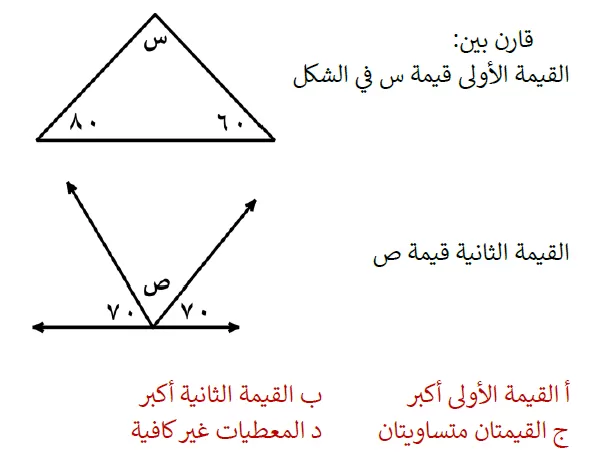 قارن بين:
القيمة الأولى قيمة س في الشكل
س
٨٠ ٦٠
القيمة الثانية قيمة ص
ص
٧٠ ٧٠
أ القيمة الأولى أكبر ب القيمة الثانية أكبر
ج القيمتان متساويتان د المعطيات غير كافية